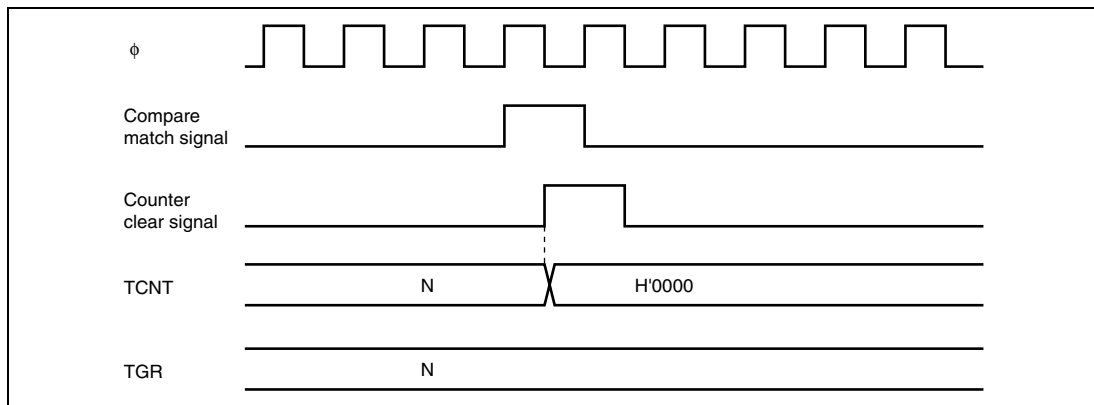 ϕ
Compare
match signal
Counter
clear signal
TCNT
N
H'0000
TGR
N